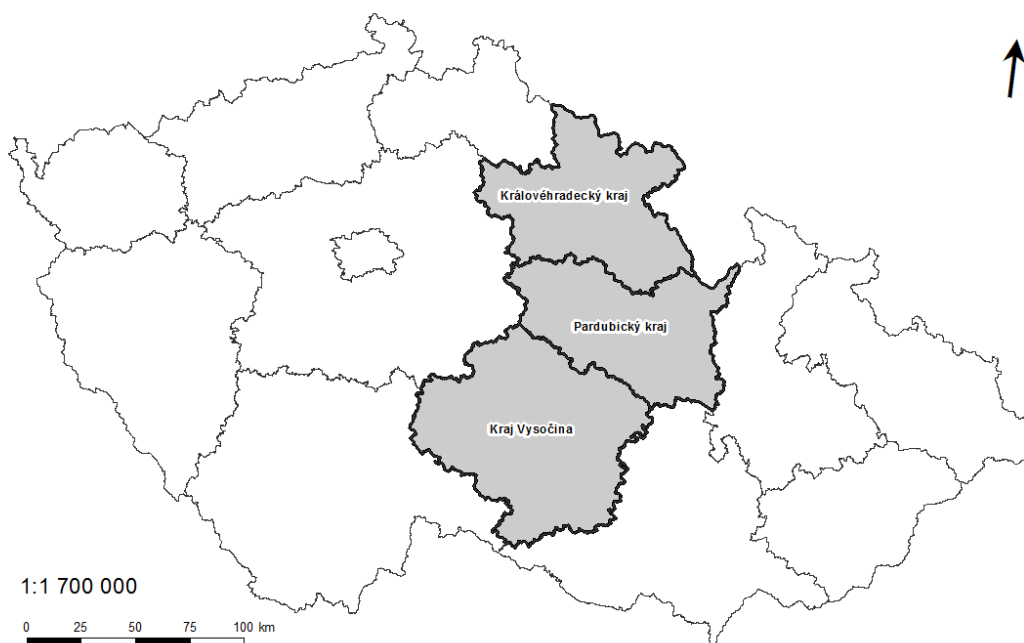 Královéhradecký kraj
Pardubický kraj
Kraj Vysočina
1:1 700 000
0 25 50 75 100 km